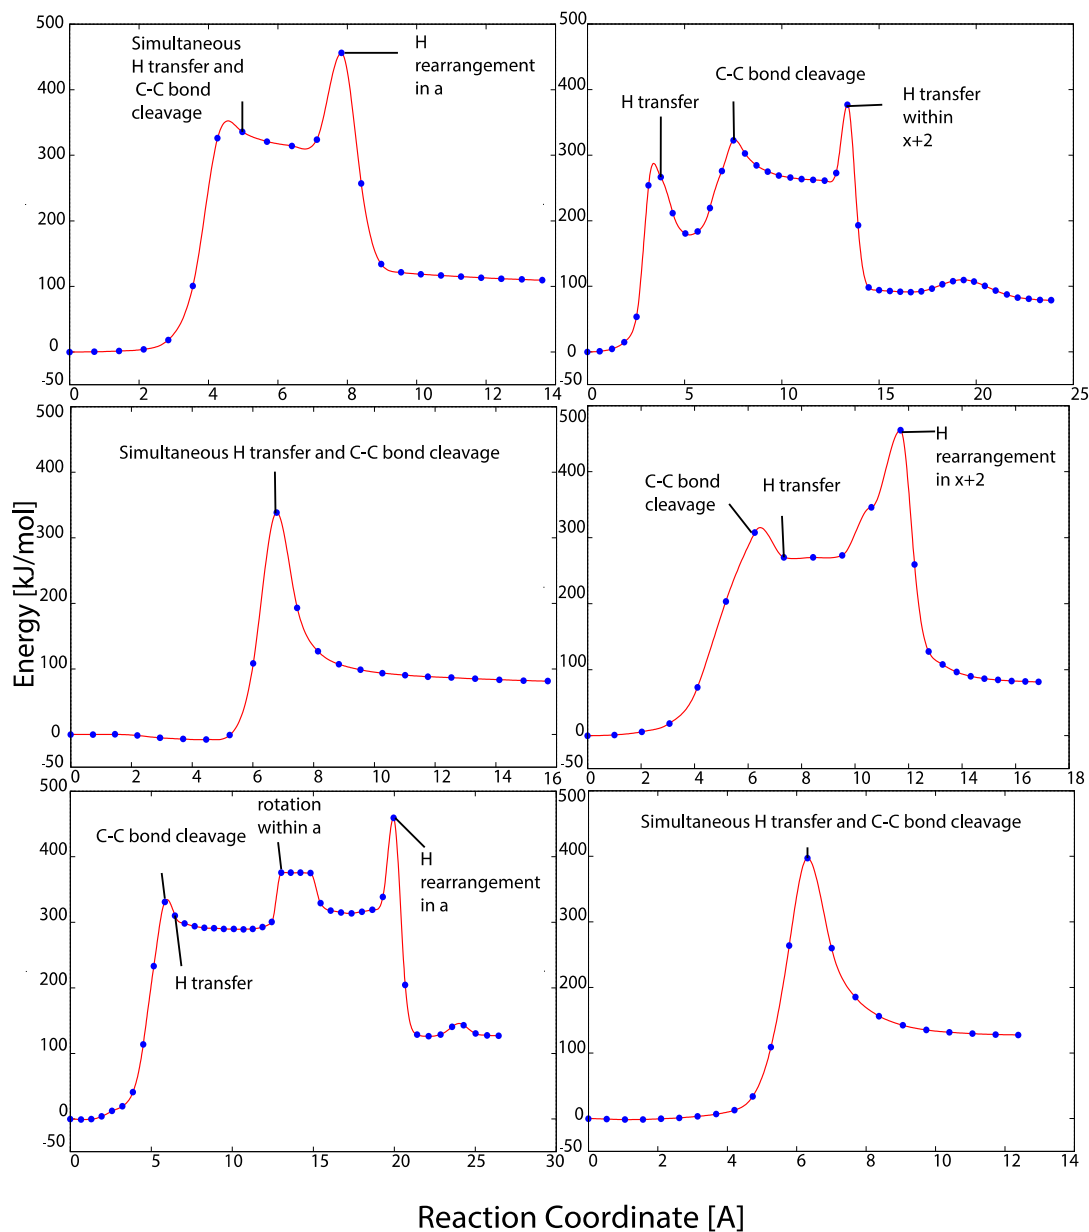 500
400
300
200
100
0
-50
0 2 4 6 8 10 12 14
Simultaneous
H transfer and
C-C bond
cleavage
H
rearrangement
in a
500
400
300
200
100
0
-50
0 5 10 15 20 25
H transfer
C-C bond cleavage
H transfer
within
x+2
500
400
300
200
100
0
-50
0 2 4 6 8 10 12 14 16
Simultaneous H transfer and C-C bond cleavage
500
400
300
200
100
0
-50
0 2 4 6 8 10 12 14 16 18
C-C bond
cleavage
H transfer
H
rearrangement
in x+2
500
400
300
200
100
0
-50
0 5 10 15 20 25 30
C-C bond cleavage
rotation
within a
H transfer
H
rearrangement
in a
500
400
300
200
100
0
-50
0 2 4 6 8 10 12 14
Simultaneous H transfer and C-C bond cleavage
Energy [kJ/mol]
Reaction Coordinate [A]